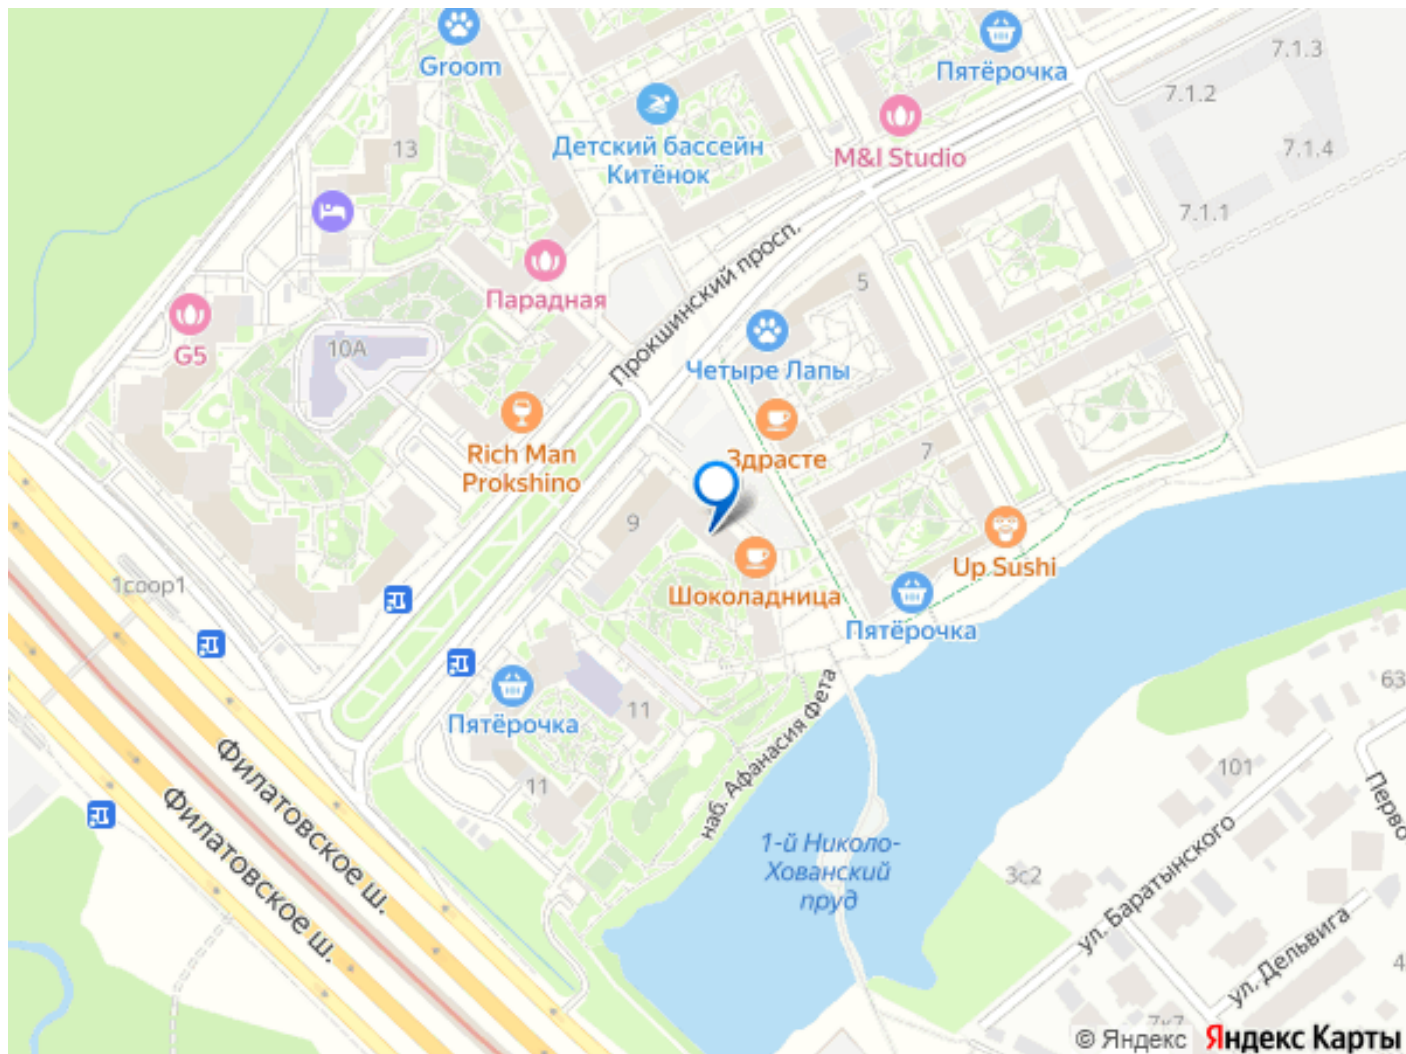 Groom
Пятёрочка
7.1.3
7.1.2
M&I Studio
7.1.4
13
Детский бассейн
Китёнок
7.1.1
Парадная
Прокшинский просп.
5
G5
10А
Четыре Лапы
Rich Man
Prokshino
Здрасте
7
9
Up Sushi
1соор1
Шоколадница
Пятёрочка
63
11
Пятёрочка
наб. Афанасия Фета
Филатовское ш.
Филатовское ш.
11
101
Перво
1-й Николо-
Хованский
пруд
3с2
ул. Баратынского
ул. Дельвига
4
7к7
© Яндекс Яндекс Карты